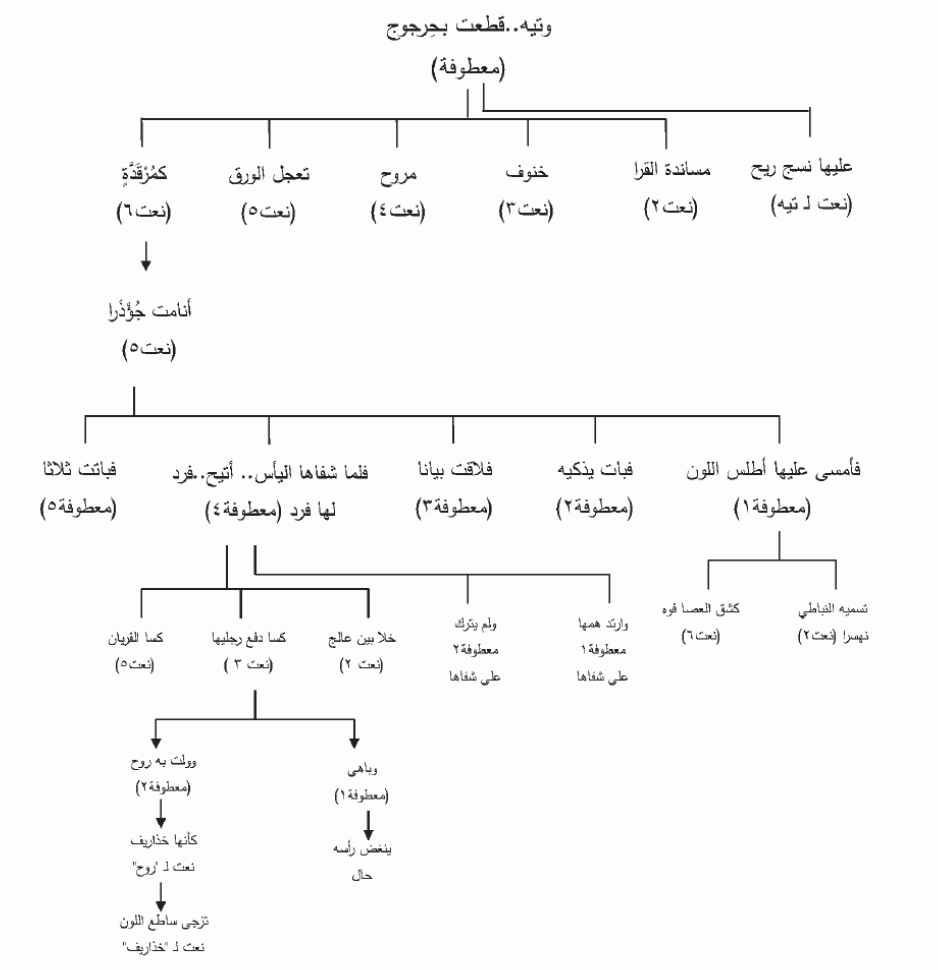 وتيه..قطعت بحِرجوجِ
(معطوفة)
عليها نسج ريح
(نعت لـ تيه)
مساندة القرا
(نعت٢)
خنوف
(نعت٣)
مروح
(نعت٤)
تعجل الورق
(نعت٥)
كمُرْقَدَّةٍ
(نعت٦)
أنامت جُؤْذَرا
(نعت٥)
فأمسى عليها أطلس اللون
(معطوفة١)
فبات يذكيه
(معطوفة٢)
فلاقت بيانا
(معطوفة٣)
فلما شفاها اليأس.. أتيح..فرد
لها فرد (معطوفة٤)
فباتت ثلاثا
(معطوفة٥)
تسميه النباطي
نهسرا (نعت٢)
كشق العصا فوه
(نعت٦)
وارتد همها
معطوفة١
على شفاها
ولم يترك
معطوفة٢
على شفاها
خلا بين عالج
(نعت ٢)
كسا دفع رجليها
(نعت ٣ )
كسا القريان
(نعت٥)
وباهى
(معطوفة١)
ينغض رأسه
حال
وولت به روح
(معطوفة٢)
كأنها خذاريف
نعت لـ "روح"
تزجى ساطع اللون
نعت لـ "خذاريف"